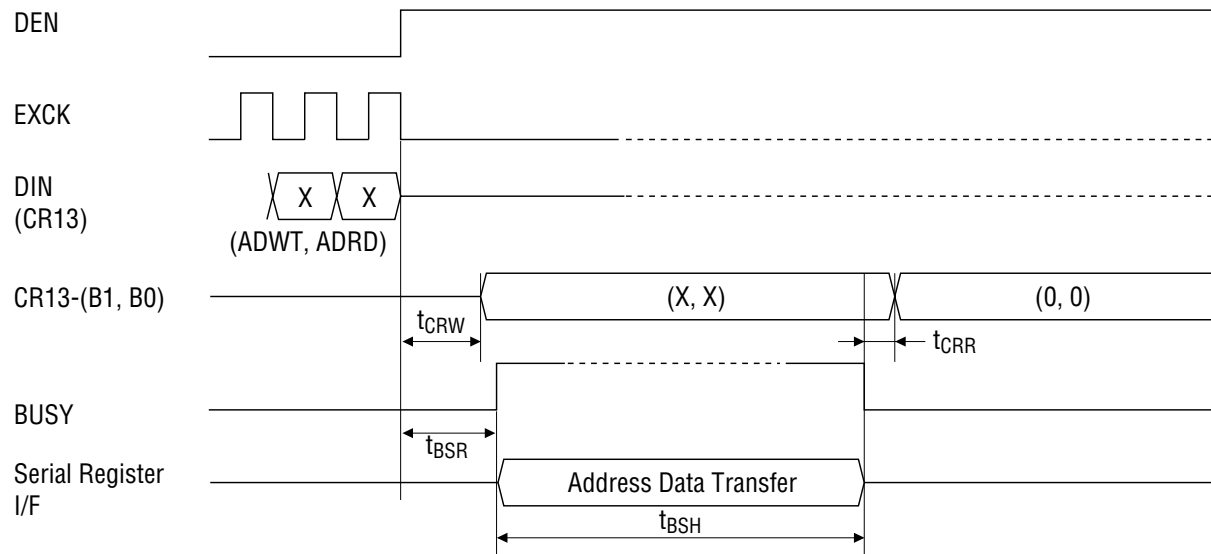 DEN
EXCK
DIN
(CR13)
X X
(ADWT, ADRD)
CR13-(B1, B0)
(X, X) (0, 0)
tCRW
tCRR
BUSY
tBSR
Serial Register
I/F
Address Data Transfer
tBSH